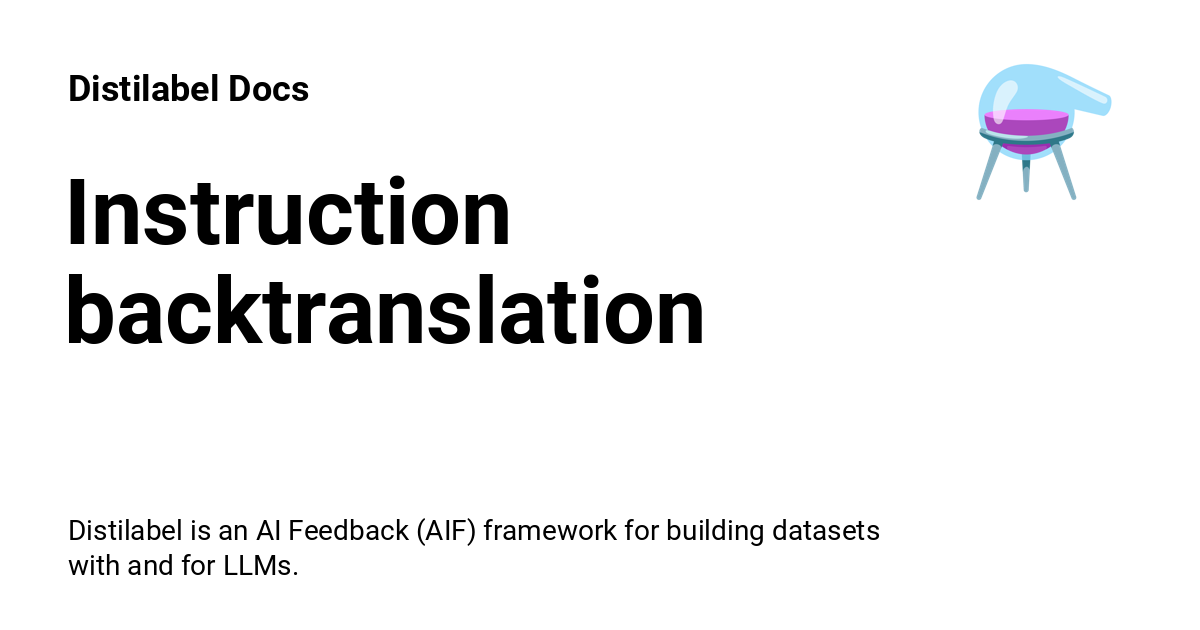 Distilabel Docs
Instruction
backtranslation
Distilabel is an AI Feedback (AIF) framework for building datasets
with and for LLMs.